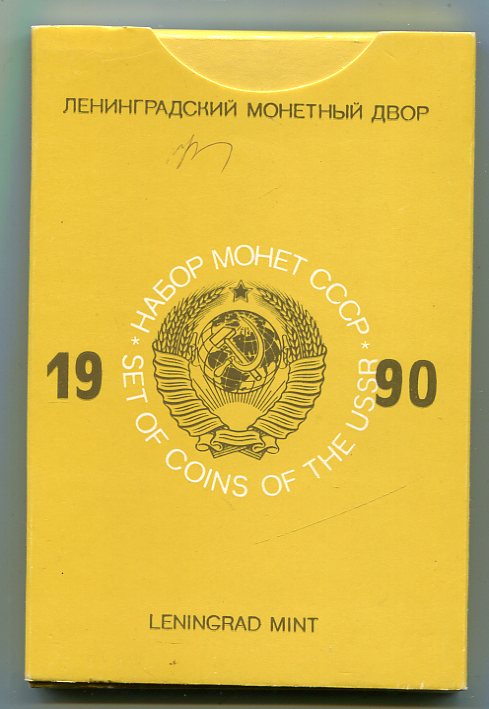 ЛЕНИНГРАДСКИЙ МОНЕТНЫЙ ДВОР
* НАБОР МОНЕТ СССР *
19 90
SET OF COINS OF THE USSR
LENINGRAD MINT